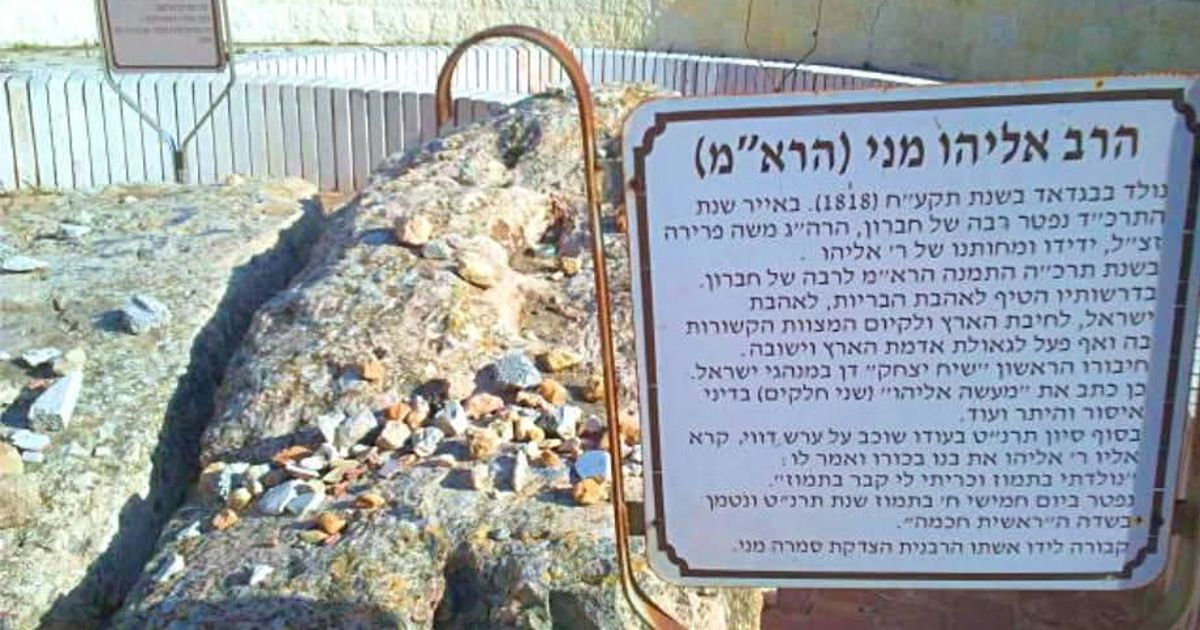 הרב אליהו מני (הרא״מ)
נולד בבגדאד בשנת תקע״ח (1818). באייר שנת
התרכ״ד נפטר רבה של חברון, הרה״ג משה פרירה
זצ״ל, ידידו ומחותנו של ר׳ אליהו .
בשנת תרכ״ה התמנה הרא״מ לרבה של חברון.
בדרשותיו הטיף לאהבת הבריות, לאהבת
ישראל, לחיבת הארץ ולקיום המצוות הקשורות
בה ואף פעל לגאולת אדמת הארץ וישובה.
חיבורו הראשון ״שיח יצחק״ דן במנהגי ישראל.
כן כתב את ״מעשה אליהו״ (שני חלקים) בדיני
איסור והיתר ועוד.
בסוף סיון תרנ״ט בעודו שוכב על ערש דווי, קרא
אליו ר׳ אליהו את בנו בכורו ואמר לו:
״נולדתי בתמוז וכריתי לי קבר בתמוז״.
נפטר ביום חמישי ח׳ בתמוז שנת תרנ״ט ונטמן
בשדה ה״ראשית חכמה״.
קבורה לידו אשתו הרבנית הצדקת סמרה מני.